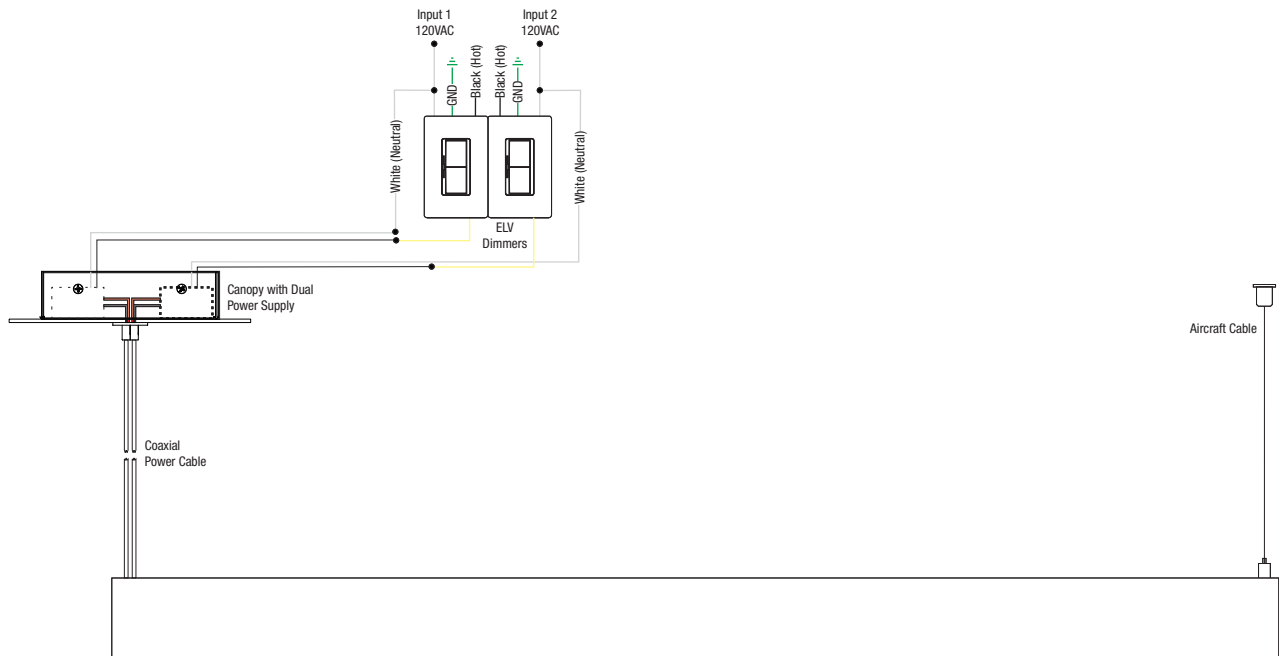 Input 1
120VAC
Input 2
120VAC
GND
Black (Hot)
Black (Hot)
GND
White (Neutral)
White (Neutral)
ELV
Dimmers
Canopy with Dual
Power Supply
Aircraft Cable
Coaxial
Power Cable